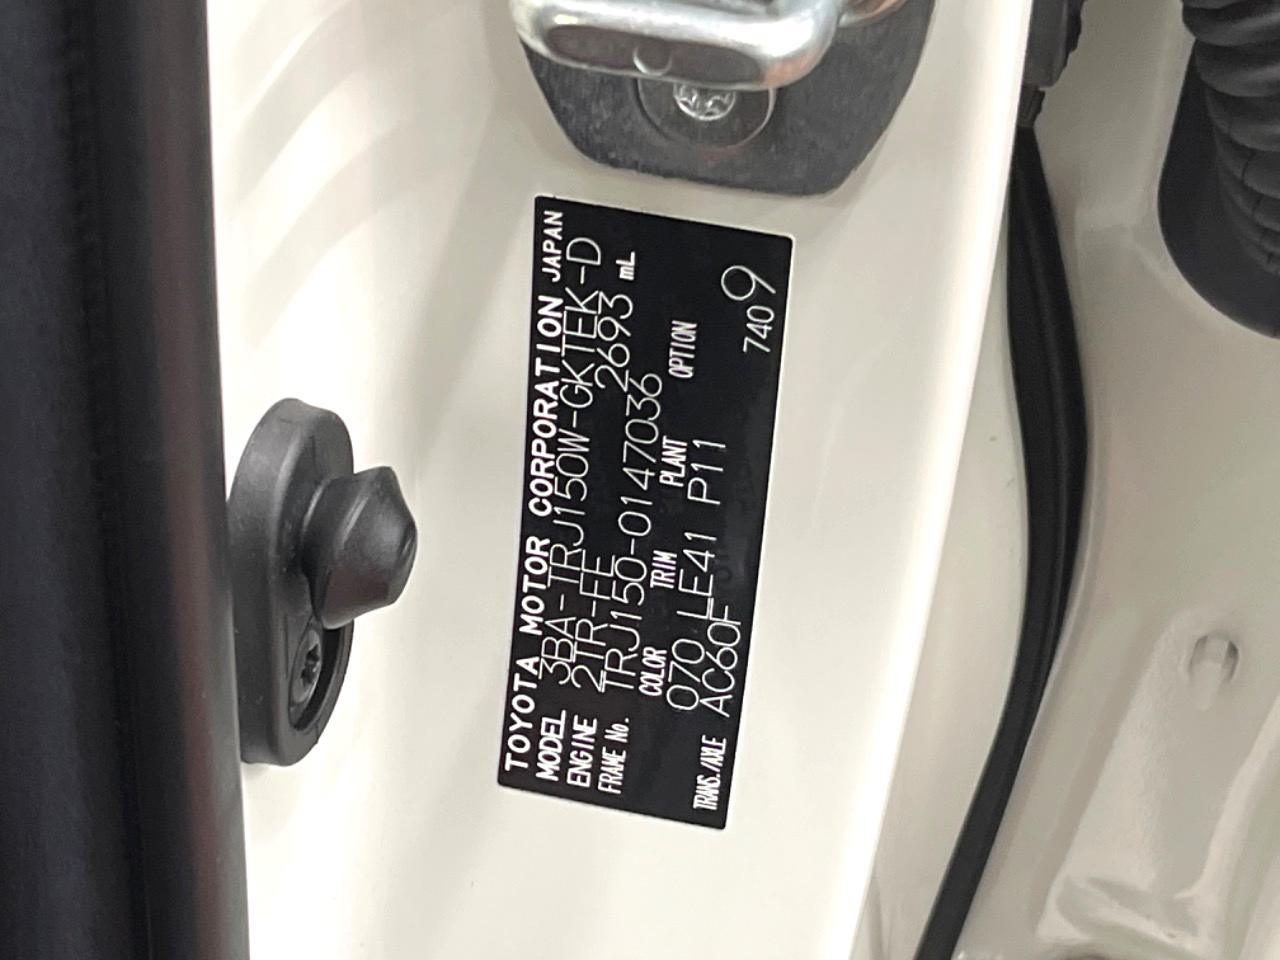 TOYOTA MOTOR CORPORATION JAPAN
MODEL 3BA-TRJ150W-GKTEK-D
ENGINE 2TR-FE 2693 mL
FRAME No. TRJ150-0147036
COLOR TRIM PLANT OPTION
070 LE41 P11
TRANS./AXLE AC60F
7409